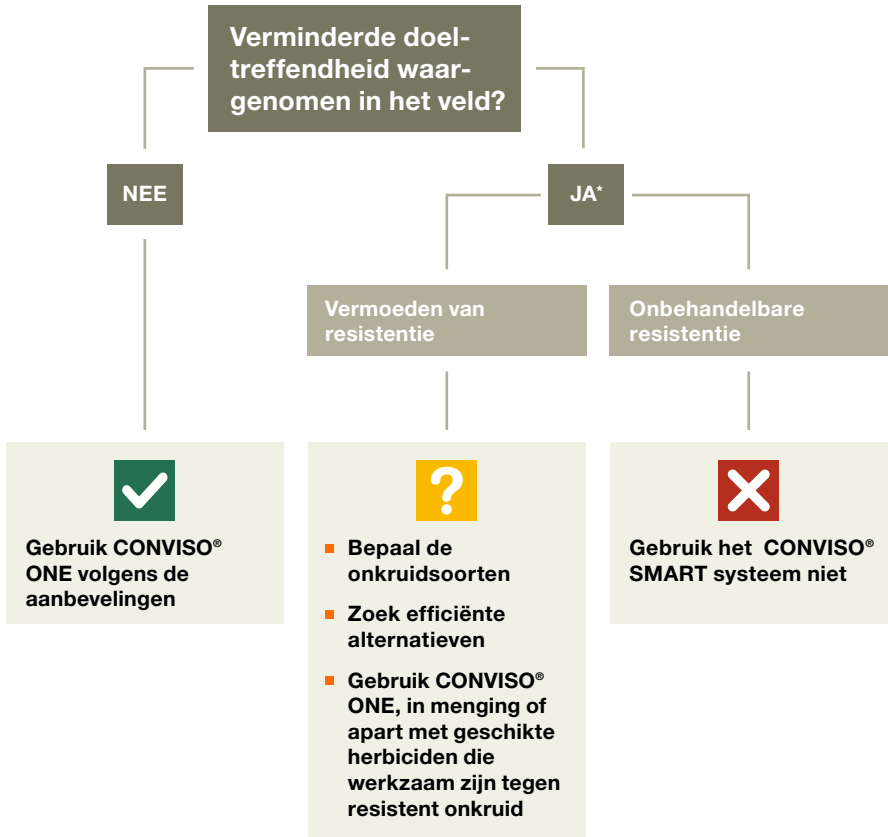 Verminderde doel-
treffendheid waar-
genomen in het veld?
NEE
JA*
Vermoeden van
resistentie
Onbehandelbare
resistentie
Gebruik CONVISO®
ONE volgens de
aanbevelingen
Bepaal de
onkruidsoorten
Zoek efficiënte
alternatieven
Gebruik CONVISO®
ONE, in menging of
apart met geschikte
herbiciden die
werkzaam zijn tegen
resistent onkruid
Gebruik het CONVISO®
SMART systeem niet